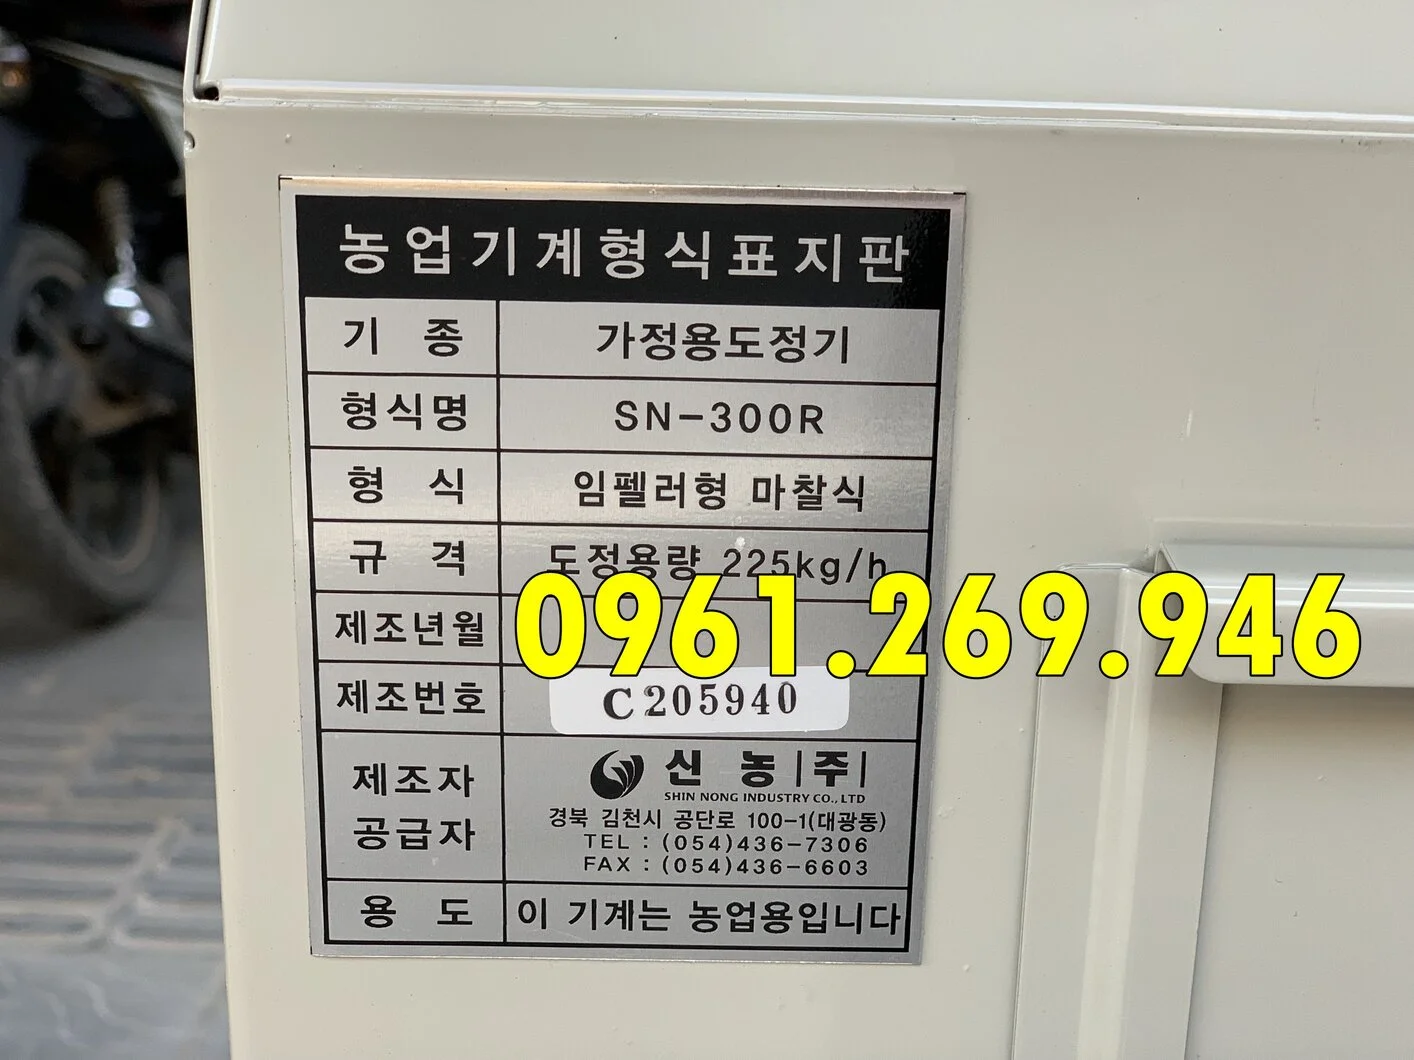 농업기계형식표지판
기 종 가정용도정기
형식명 SN-300R
형 식 임펠러형 마찰식
규 격 도정용량 225kg/h
0961.269.946
제조년월
제조번호 C205940
제조자
공급자
신 농|주|
SHIN NONG INDUSTRY CO., LTD
경북 김천시 공단로 100-1(대광동)
TEL : (054)436-7306
FAX : (054)436-6603
용 도 이 기계는 농업용입니다